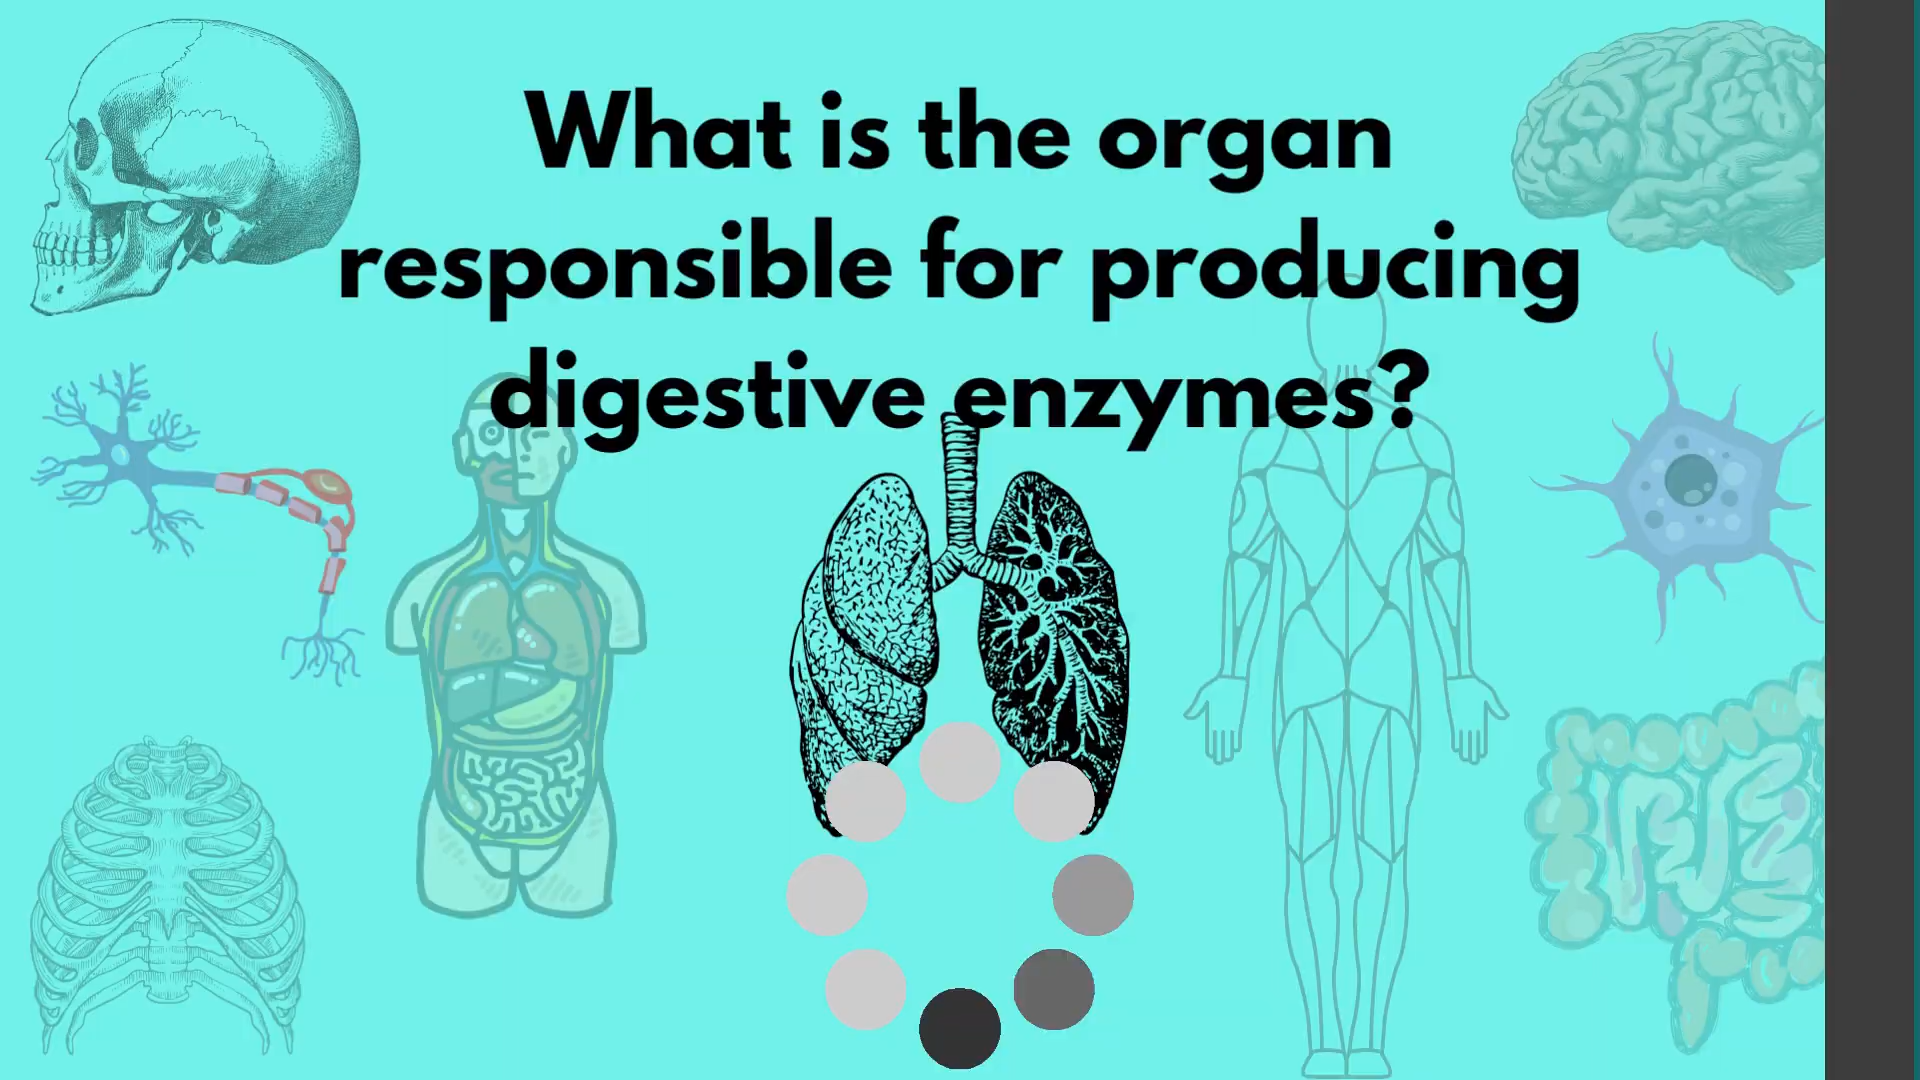 What is the organ
responsible for producing
digestive enzymes?